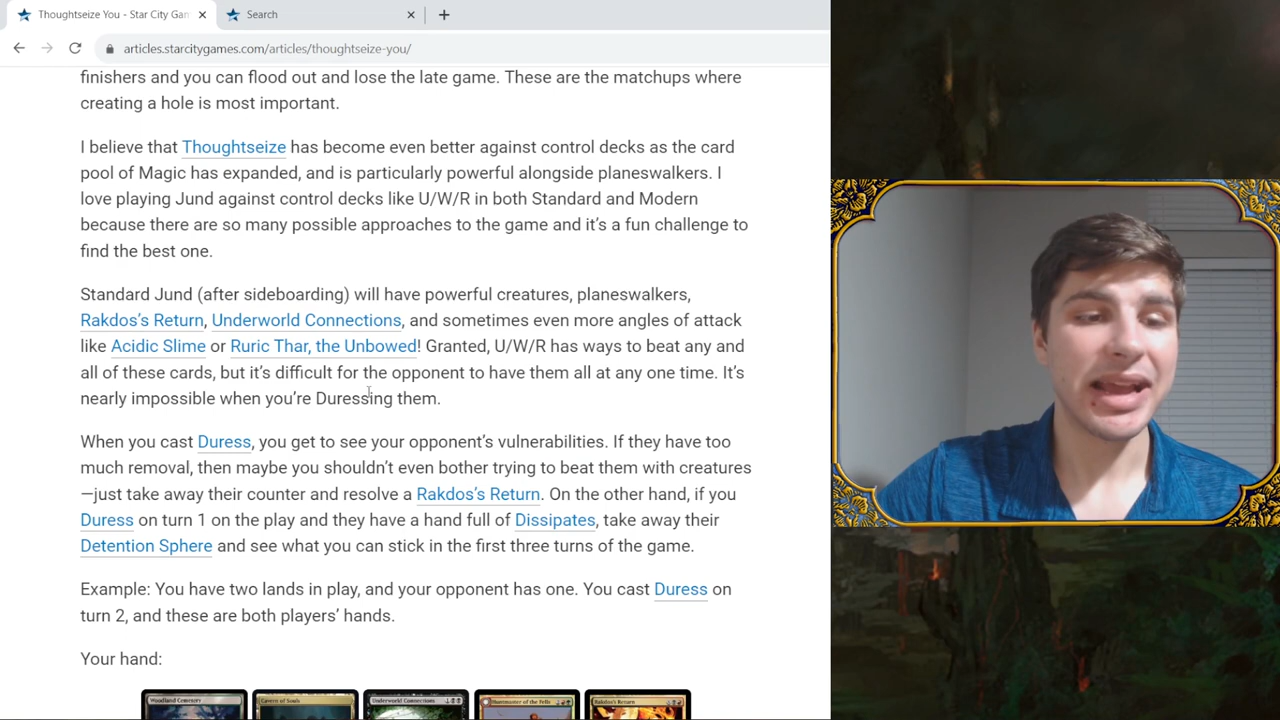 Thoughtseize You - Star City Gam
Search
articles.starcitygames.com/articles/thoughtseize-you/
finishers and you can flood out and lose the late game. These are the matchups where
creating a hole is most important.
I believe that Thoughtseize has become even better against control decks as the card
pool of Magic has expanded, and is particularly powerful alongside planeswalkers. I
love playing Jund against control decks like U/W/R in both Standard and Modern
because there are so many possible approaches to the game and it's a fun challenge to
find the best one.
Standard Jund (after sideboarding) will have powerful creatures, planeswalkers,
Rakdos's Return, Underworld Connections, and sometimes even more angles of attack
like Acidic Slime or Ruric Thar, the Unbowed! Granted, U/W/R has ways to beat any and
all of these cards, but it's difficult for the opponent to have them all at any one time. It's
nearly impossible when you're Duressing them.
When you cast Duress, you get to see your opponent's vulnerabilities. If they have too
much removal, then maybe you shouldn't even bother trying to beat them with creatures
—just take away their counter and resolve a Rakdos's Return. On the other hand, if you
Duress on turn 1 on the play and they have a hand full of Dissipates, take away their
Detention Sphere and see what you can stick in the first three turns of the game.
Example: You have two lands in play, and your opponent has one. You cast Duress on
turn 2, and these are both players' hands.
Your hand:
Woodland Cemetery
Cavern of Souls
Underworld Connections
Huntmaster of the Fells
Rakdos's Return